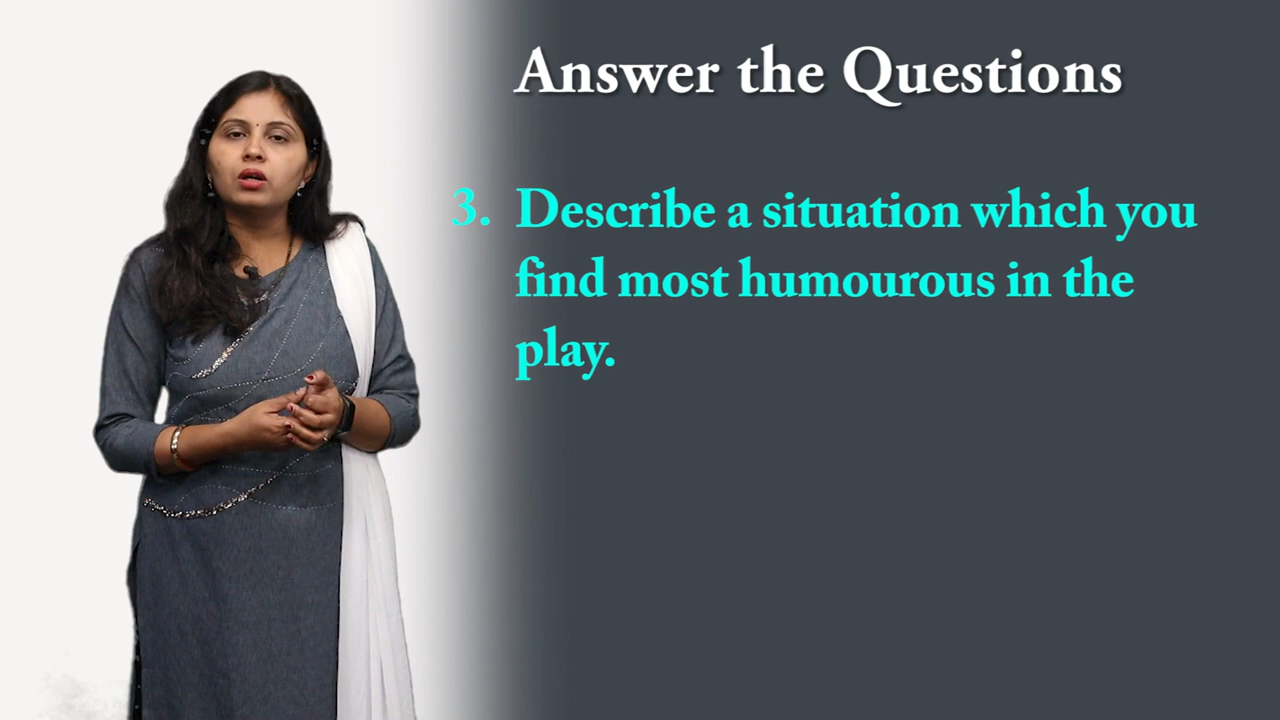 Answer the Questions
3. Describe a situation which you
find most humourous in the
play.